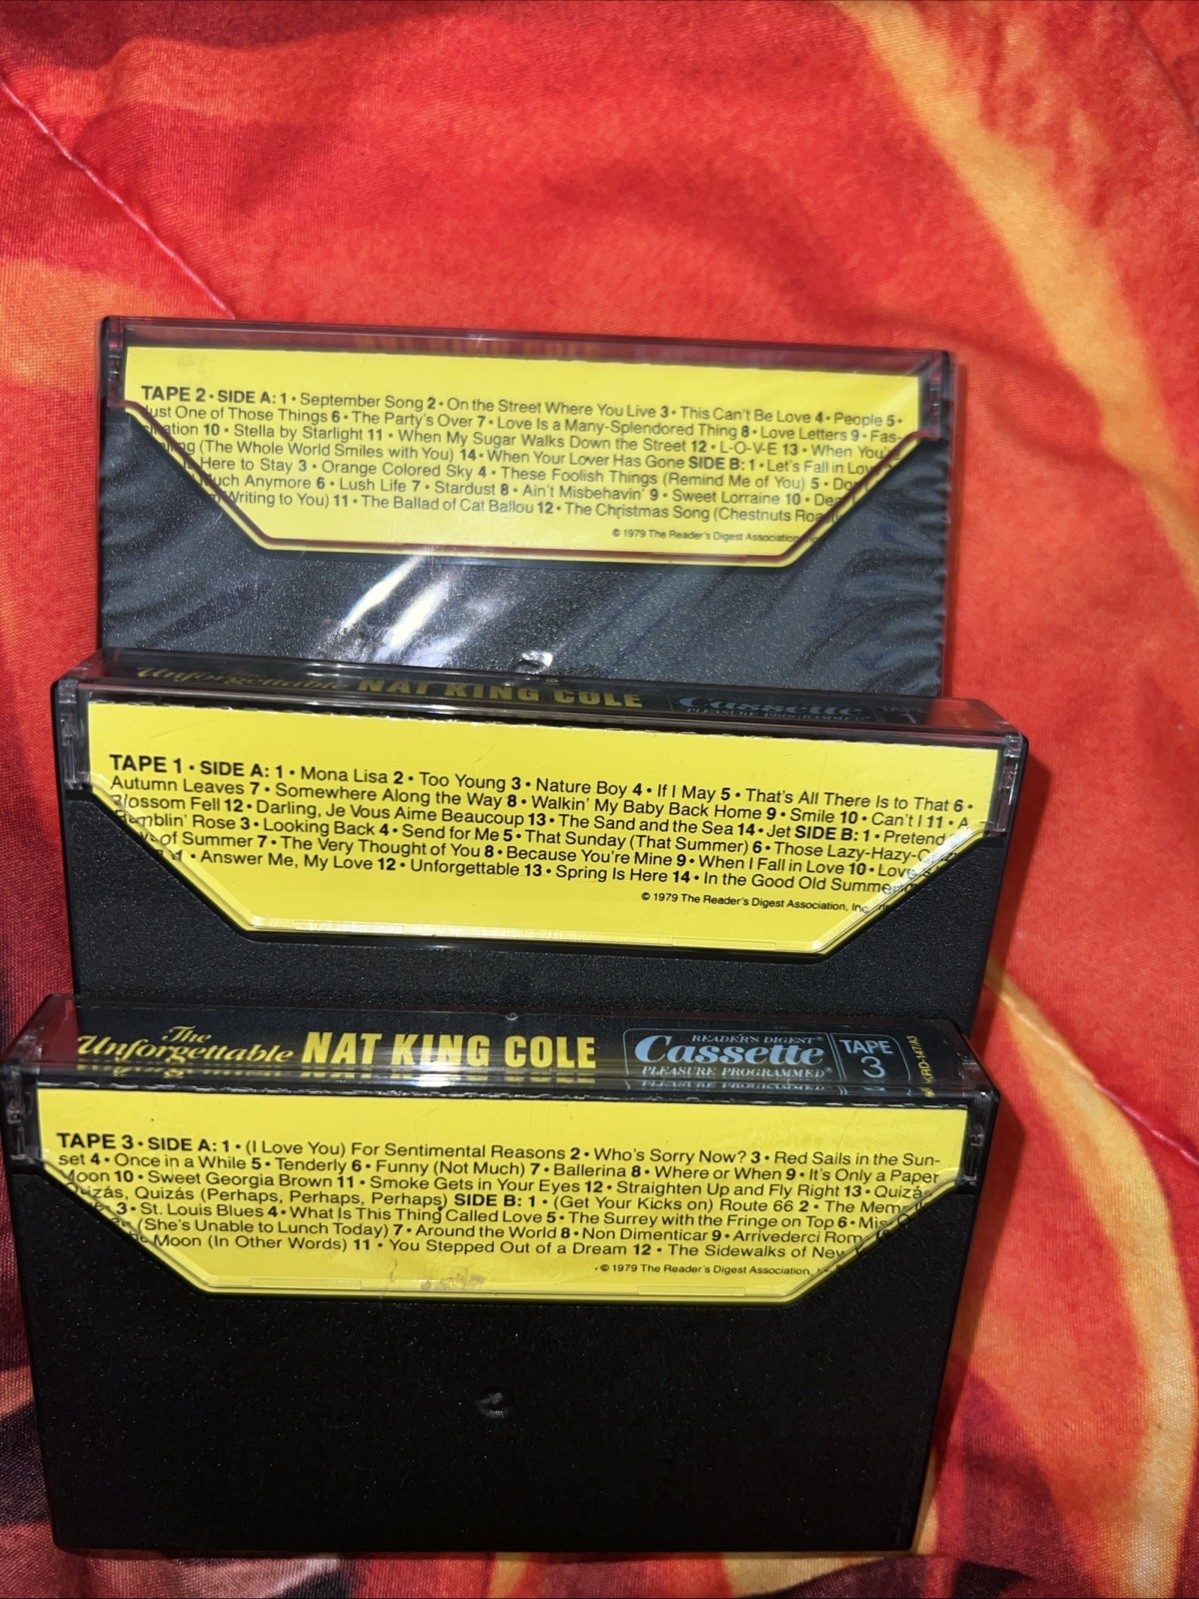 TAPE 2 • SIDE A: 1 • September Song 2 • On the Street Where You Live 3 • This Can't Be Love 4 • People 5 •
Just One of Those Things 6 • The Party's Over 7 • Love Is a Many-Splendored Thing 8 • Love Letters 9 • Fas-
cination 10 • Stella by Starlight 11 • When My Sugar Walks Down the Street 12 • L-O-V-E 13 • When You're
(The Whole World Smiles with You) 14 • When Your Lover Has Gone SIDE B: 1 • Let's Fall in Love
Here to Stay 3 • Orange Colored Sky 4 • These Foolish Things (Remind Me of You) 5 • Don't
Much Anymore 6 • Lush Life 7 • Stardust 8 • Ain't Misbehavin' 9 • Sweet Lorraine 10 • Dear
Writing to You) 11 • The Ballad of Cat Ballou 12 • The Christmas Song (Chestnuts
© 1979 The Reader's Digest Association,
The Unforgettable NAT KING COLE Cassette
PLEASURE PROGRAMMED
TAPE 1 • SIDE A: 1 • Mona Lisa 2 • Too Young 3 • Nature Boy 4 • If I May 5 • That's All There Is to That 6 •
Autumn Leaves 7 • Somewhere Along the Way 8 • Walkin' My Baby Back Home 9 • Smile 10 • Can't I 11 • A
Blossom Fell 12 • Darling, Je Vous Aime Beaucoup 13 • The Sand and the Sea 14 • Jet SIDE B: 1 • Pretend
Ramblin' Rose 3 • Looking Back 4 • Send for Me 5 • That Sunday (That Summer) 6 • Those Lazy-Hazy-
Days of Summer 7 • The Very Thought of You 8 • Because You're Mine 9 • When I Fall in Love 10 • Love
• Answer Me, My Love 12 • Unforgettable 13 • Spring Is Here 14 • In the Good Old
© 1979 The Reader's Digest Association, Inc.
The Unforgettable NAT KING COLE READER'S DIGEST Cassette PLEASURE PROGRAMMED TAPE 3 KRD-147/A3
TAPE 3 • SIDE A: 1 • (I Love You) For Sentimental Reasons 2 • Who's Sorry Now? 3 • Red Sails in the Sun-
set 4 • Once in a While 5 • Tenderly 6 • Funny (Not Much) 7 • Ballerina 8 • Where or When 9 • It's Only a Paper
Moon 10 • Sweet Georgia Brown 11 • Smoke Gets in Your Eyes 12 • Straighten Up and Fly Right 13 • Quizás,
Quizás, Quizás (Perhaps, Perhaps, Perhaps) SIDE B: 1 • (Get Your Kicks on) Route 66 2 • The
3 • St. Louis Blues 4 • What Is This Thing Called Love 5 • The Surrey with the Fringe on Top 6 • Miss
(She's Unable to Lunch Today) 7 • Around the World 8 • Non Dimenticar 9 • Arrivederci
the Moon (In Other Words) 11 • You Stepped Out of a Dream 12 • The Sidewalks of New
• © 1979 The Reader's Digest Association,